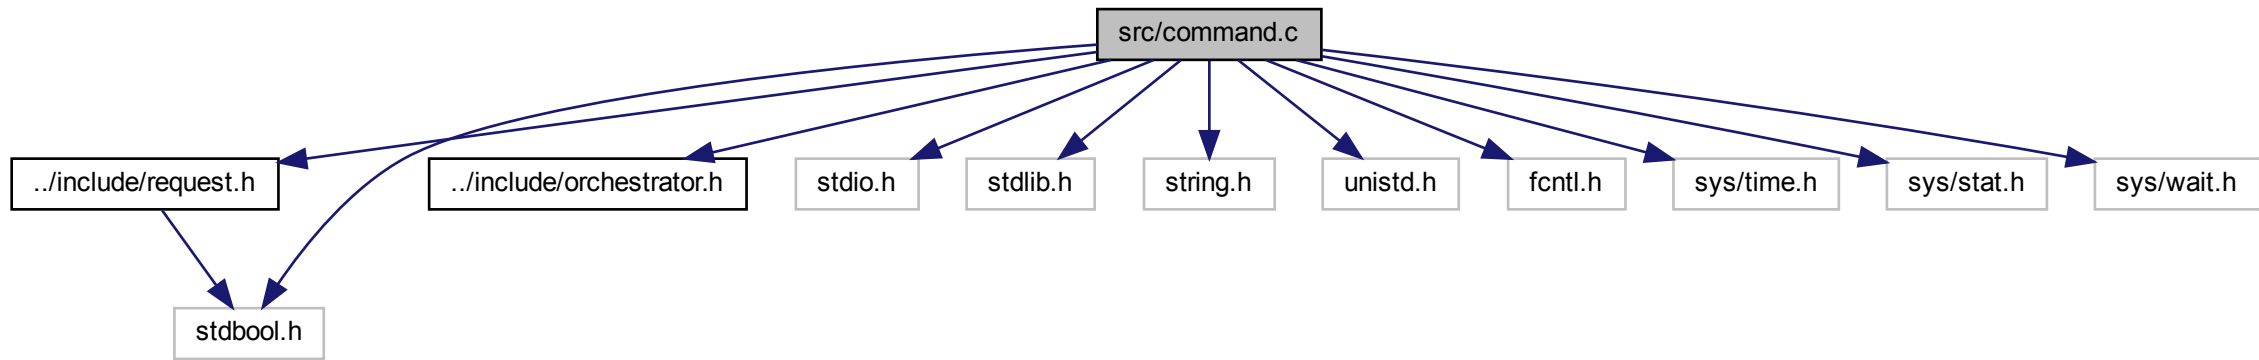 src/command.c
../include/request.h
../include/orchestrator.h
stdio.h
stdlib.h
string.h
unistd.h
fcntl.h
sys/time.h
sys/stat.h
sys/wait.h
stdbool.h